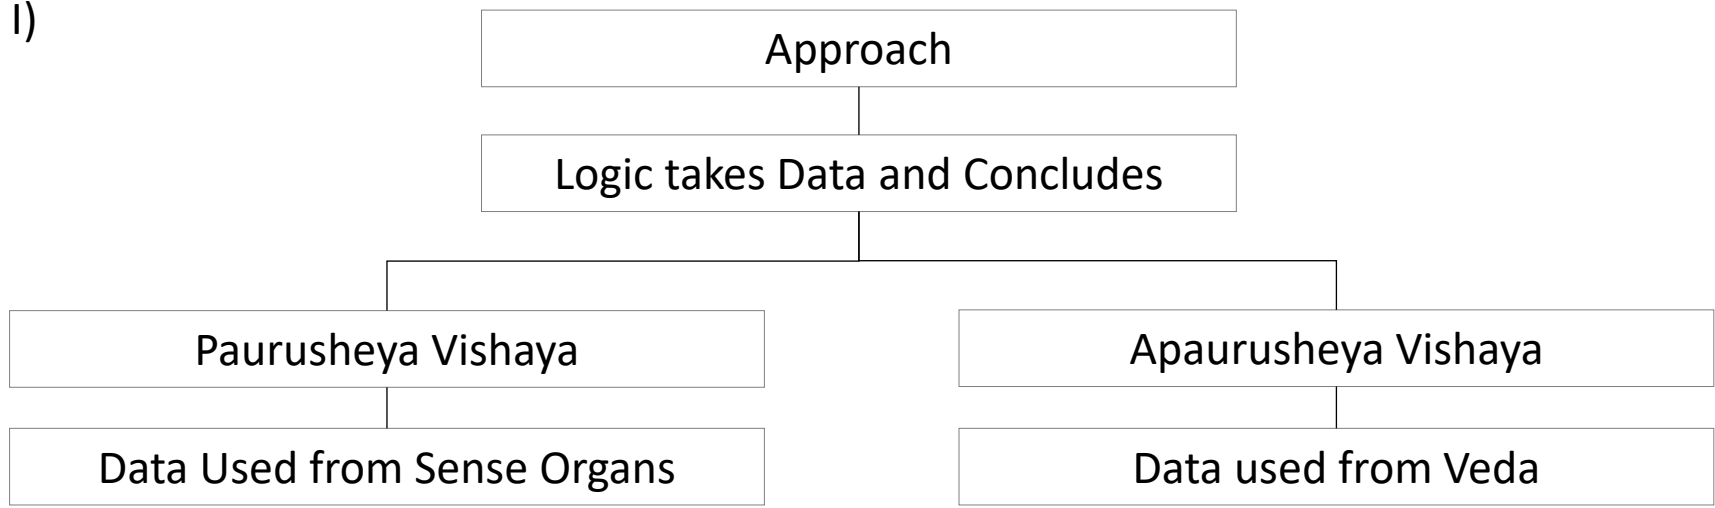 I)
Approach
Logic takes Data and Concludes
Paurusheya Vishaya
Apaurusheya Vishaya
Data Used from Sense Organs
Data used from Veda